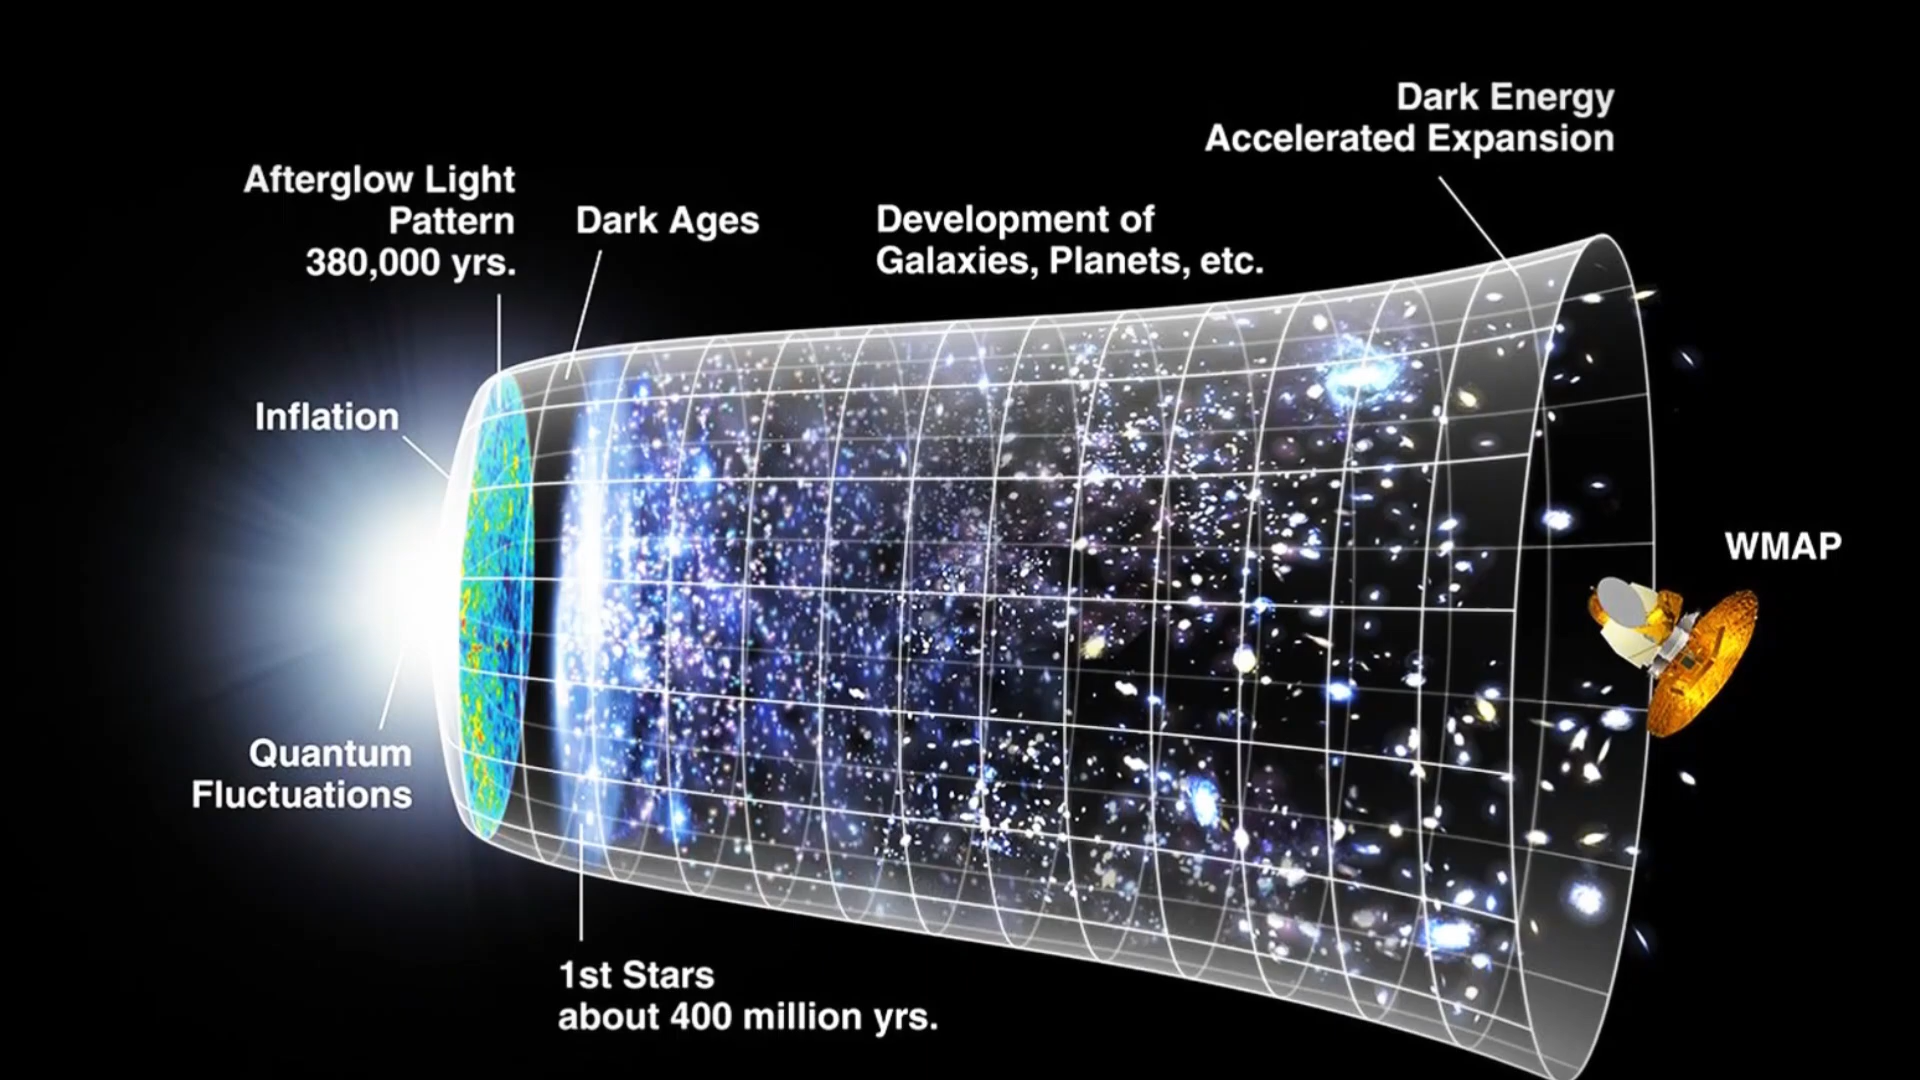 Dark Energy
Accelerated Expansion
Afterglow Light
Pattern
380,000 yrs.
Dark Ages
Development of
Galaxies, Planets, etc.
Inflation
WMAP
Quantum
Fluctuations
1st Stars
about 400 million yrs.